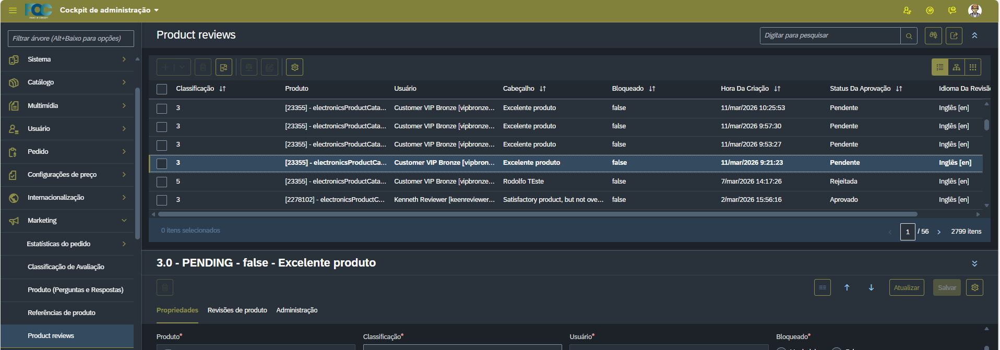 PQC
PROOF OF CONCEPT
Cockpit de administração
Filtrar árvore (Alt+Baixo para opções)
Sistema
Catálogo
Multimídia
Usuário
Pedido
Configurações de preço
Internacionalização
Marketing
Estatísticas do pedido
Classificação de Avaliação
Produto (Perguntas e Respostas)
Referências de produto
Product reviews
Product reviews
Digitar para pesquisar
Classificação Produto Usuário Cabeçalho Bloqueado Hora Da Criação Status Da Aprovação Idioma Da Revisão
3 [23355] - electronicsProductCata... Customer VIP Bronze [vipbronze... Excelente produto false 11/mar/2026 10:25:53 Pendente Inglês [en]
3 [23355] - electronicsProductCata... Customer VIP Bronze [vipbronze... Excelente produto false 11/mar/2026 9:57:30 Pendente Inglês [en]
3 [23355] - electronicsProductCata... Customer VIP Bronze [vipbronze... Excelente produto false 11/mar/2026 9:53:27 Pendente Inglês [en]
3 [23355] - electronicsProductCa... Customer VIP Bronze [vipbron... Excelente produto false 11/mar/2026 9:21:23 Pendente Inglês [en]
5 [23355] - electronicsProductCata... Customer VIP Bronze [vipbronze... Rodolfo TEste false 7/mar/2026 14:17:26 Rejeitada Inglês [en]
3 [2278102] - electronicsProductC... Kenneth Reviewer [keenreviewer... Satisfactory product, but not ove... false 2/mar/2026 15:56:16 Aprovado Inglês [en]
0 itens selecionados
1 / 56 2799 itens
3.0 - PENDING - false - Excelente produto
Atualizar Salvar
Propriedades Revisões de produto Administração
Produto* Classificação* Usuário* Bloqueado*